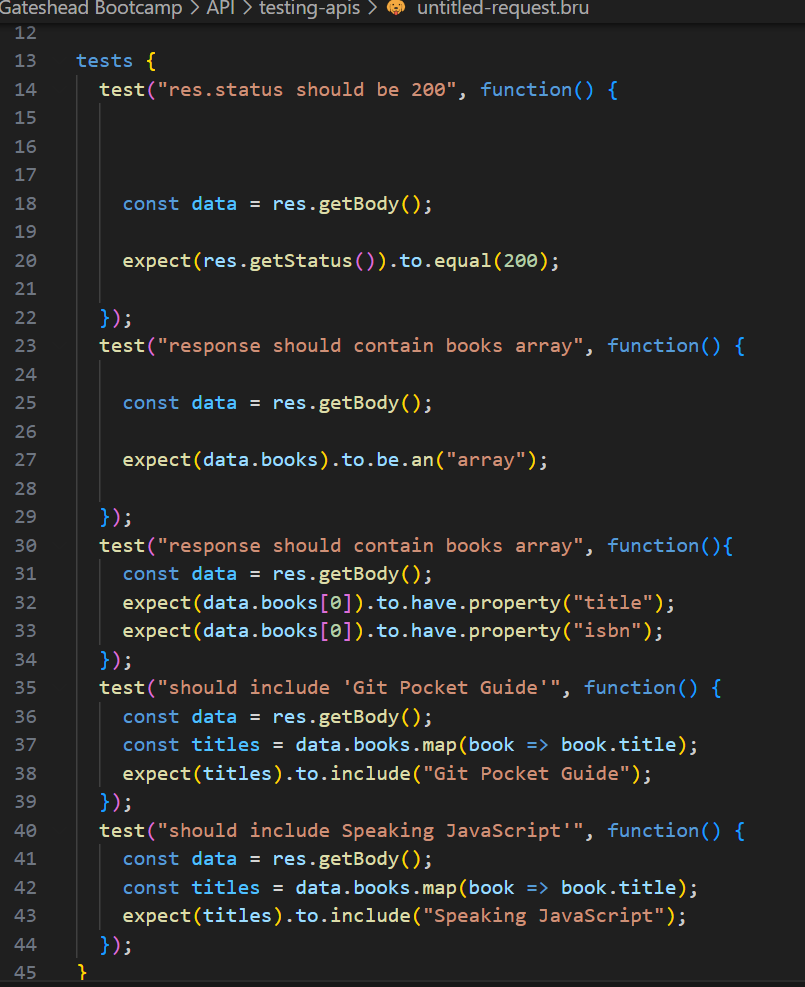 Gateshead Bootcamp > API > testing-apis > untitled-request.bru
12
13 tests {
14 test("res.status should be 200", function() {
15
16
17
18 const data = res.getBody();
19
20 expect(res.getStatus()).to.equal(200);
21
22 });
23 test("response should contain books array", function() {
24
25 const data = res.getBody();
26
27 expect(data.books).to.be.an("array");
28
29 });
30 test("response should contain books array", function(){
31 const data = res.getBody();
32 expect(data.books[0]).to.have.property("title");
33 expect(data.books[0]).to.have.property("isbn");
34 });
35 test("should include 'Git Pocket Guide'", function() {
36 const data = res.getBody();
37 const titles = data.books.map(book => book.title);
38 expect(titles).to.include("Git Pocket Guide");
39 });
40 test("should include Speaking JavaScript'", function() {
41 const data = res.getBody();
42 const titles = data.books.map(book => book.title);
43 expect(titles).to.include("Speaking JavaScript");
44 });
45 }